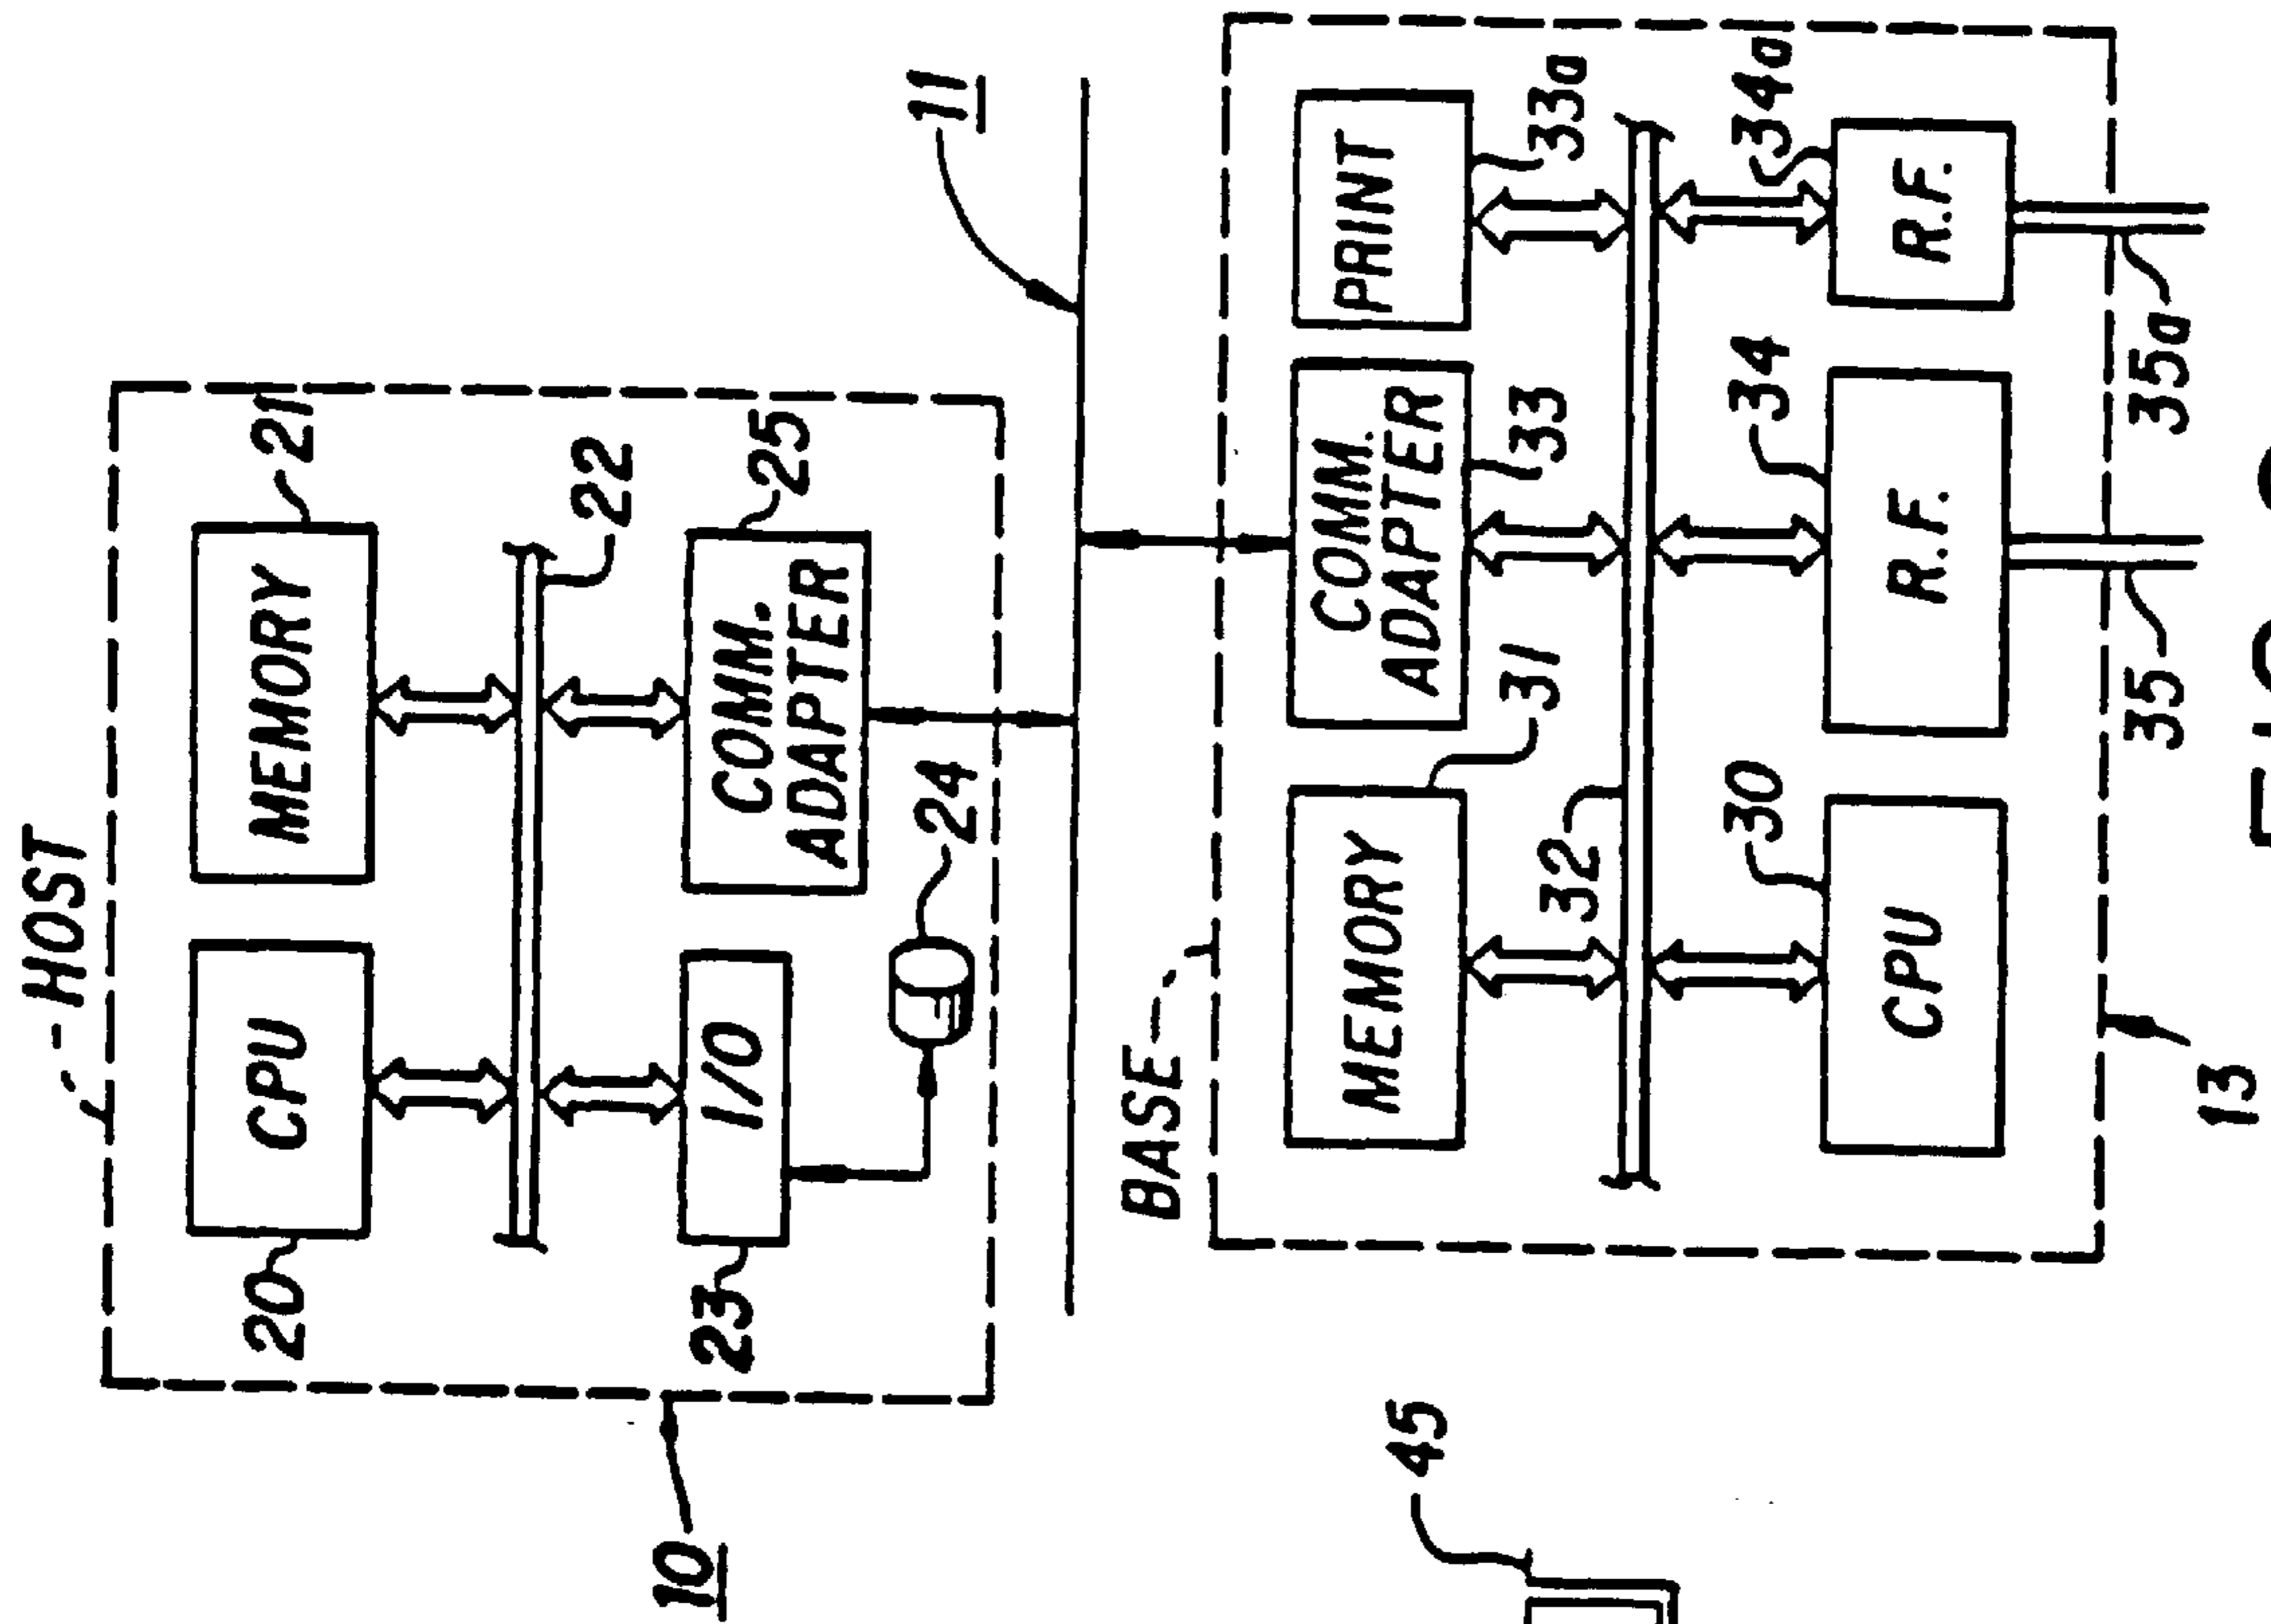 HOST
10
20
CPU
MEMORY
21
22
23
I/O
COMM.
ADAPTER
25
24
11
BASE
MEMORY
31
COMM.
ADAPTER
33
PRINT
33a
32
30
CPU
34
R.F.
34a
R.F.
13
35
35a
45